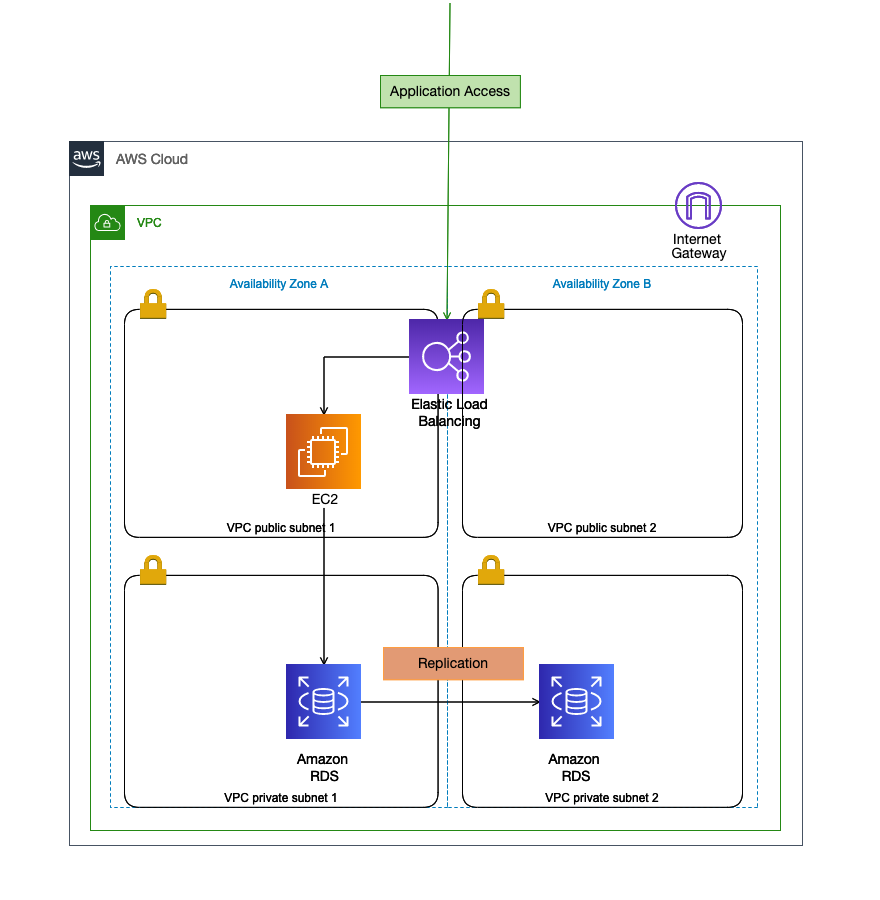 Application Access
aws
AWS Cloud
VPC
Internet
Gateway
Availability Zone A
Availability Zone B
Elastic Load
Balancing
EC2
VPC public subnet 1
VPC public subnet 2
Replication
Amazon
RDS
Amazon
RDS
VPC private subnet 1
VPC private subnet 2